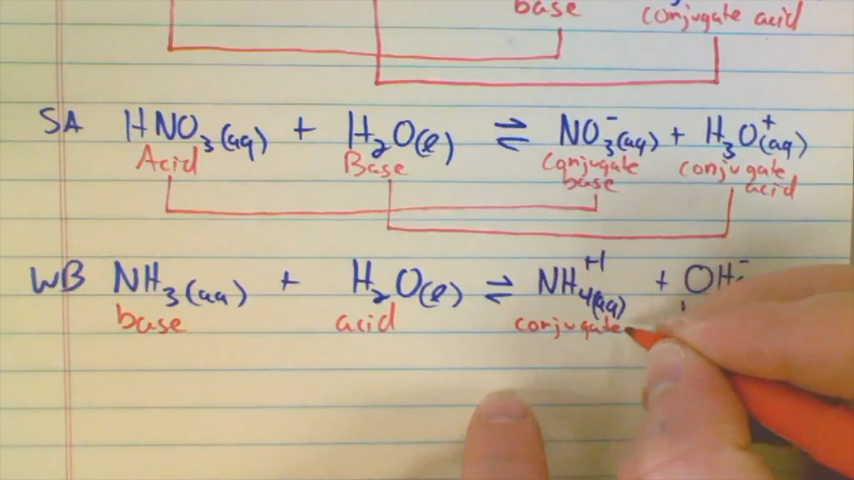 base
conjugate acid
SA HNO₃(aq) + H₂O(l) ⇌ NO₃⁻(aq) + H₃O⁺(aq)
Acid Base conjugate base conjugate acid
WB NH₃(aq) + H₂O(l) ⇌ NH₄⁺¹(aq) + OH⁻
base acid conjugate